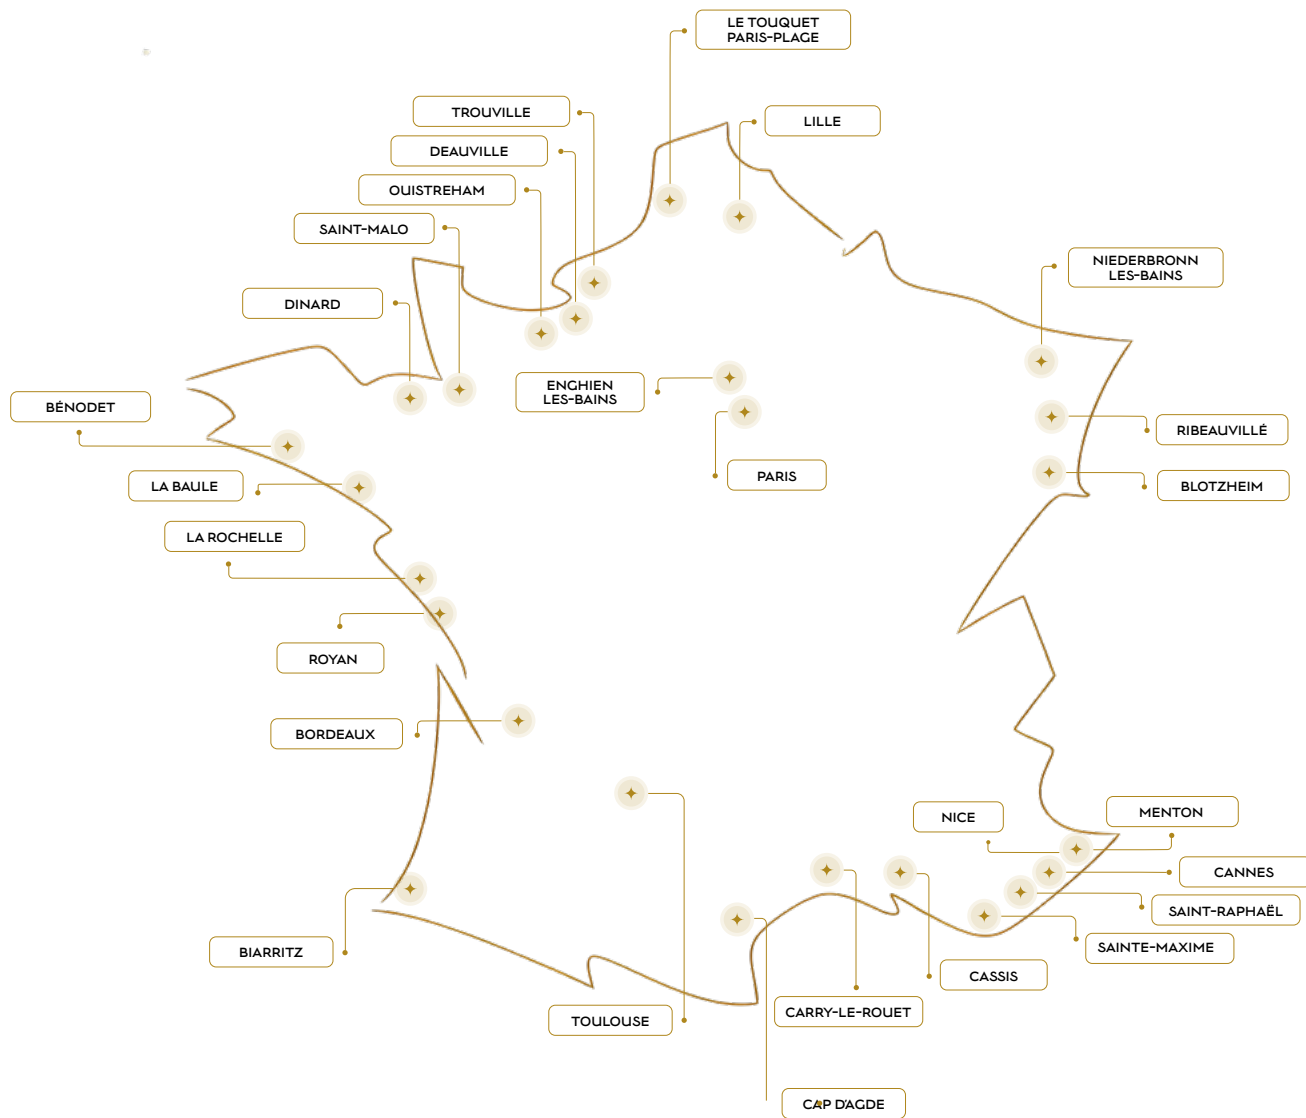 LE TOUQUET
PARIS-PLAGE
TROUVILLE
LILLE
DEAUVILLE
OUISTREHAM
SAINT-MALO
NIEDERBRONN
LES-BAINS
DINARD
ENGHIEN
LES-BAINS
BÉNODET
RIBEAUVILLÉ
PARIS
LA BAULE
BLOTZHEIM
LA ROCHELLE
ROYAN
BORDEAUX
NICE
MENTON
CANNES
SAINT-RAPHAËL
SAINTE-MAXIME
BIARRITZ
CASSIS
CARRY-LE-ROUET
TOULOUSE
CAP D'AGDE